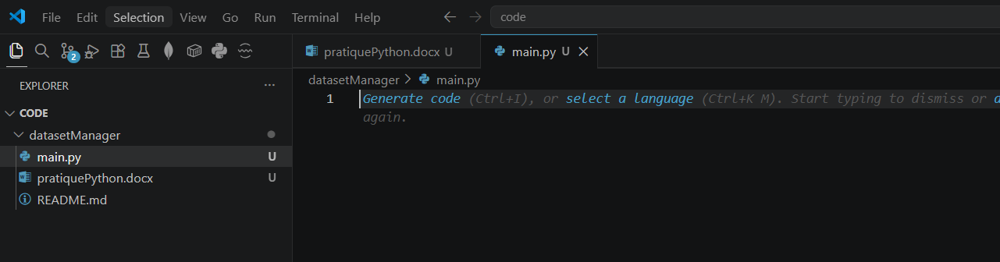 File Edit Selection View Go Run Terminal Help code
2
pratiquePython.docx U main.py U
EXPLORER
datasetManager > main.py
CODE
1 Generate code (Ctrl+I), or select a language (Ctrl+K M). Start typing to dismiss or
again.
datasetManager
main.py U
pratiquePython.docx U
README.md